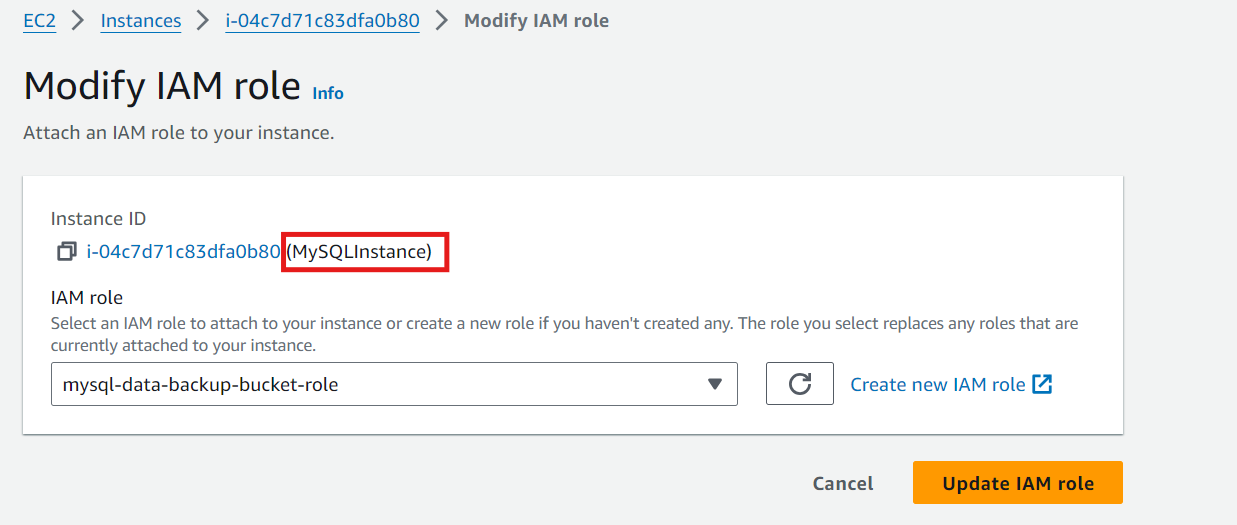 EC2 > Instances > i-04c7d71c83dfa0b80 > Modify IAM role
Modify IAM role Info
Attach an IAM role to your instance.
Instance ID
i-04c7d71c83dfa0b80 (MySQLInstance)
IAM role
Select an IAM role to attach to your instance or create a new role if you haven't created any. The role you select replaces any roles that are
currently attached to your instance.
mysql-data-backup-bucket-role Create new IAM role
Cancel Update IAM role